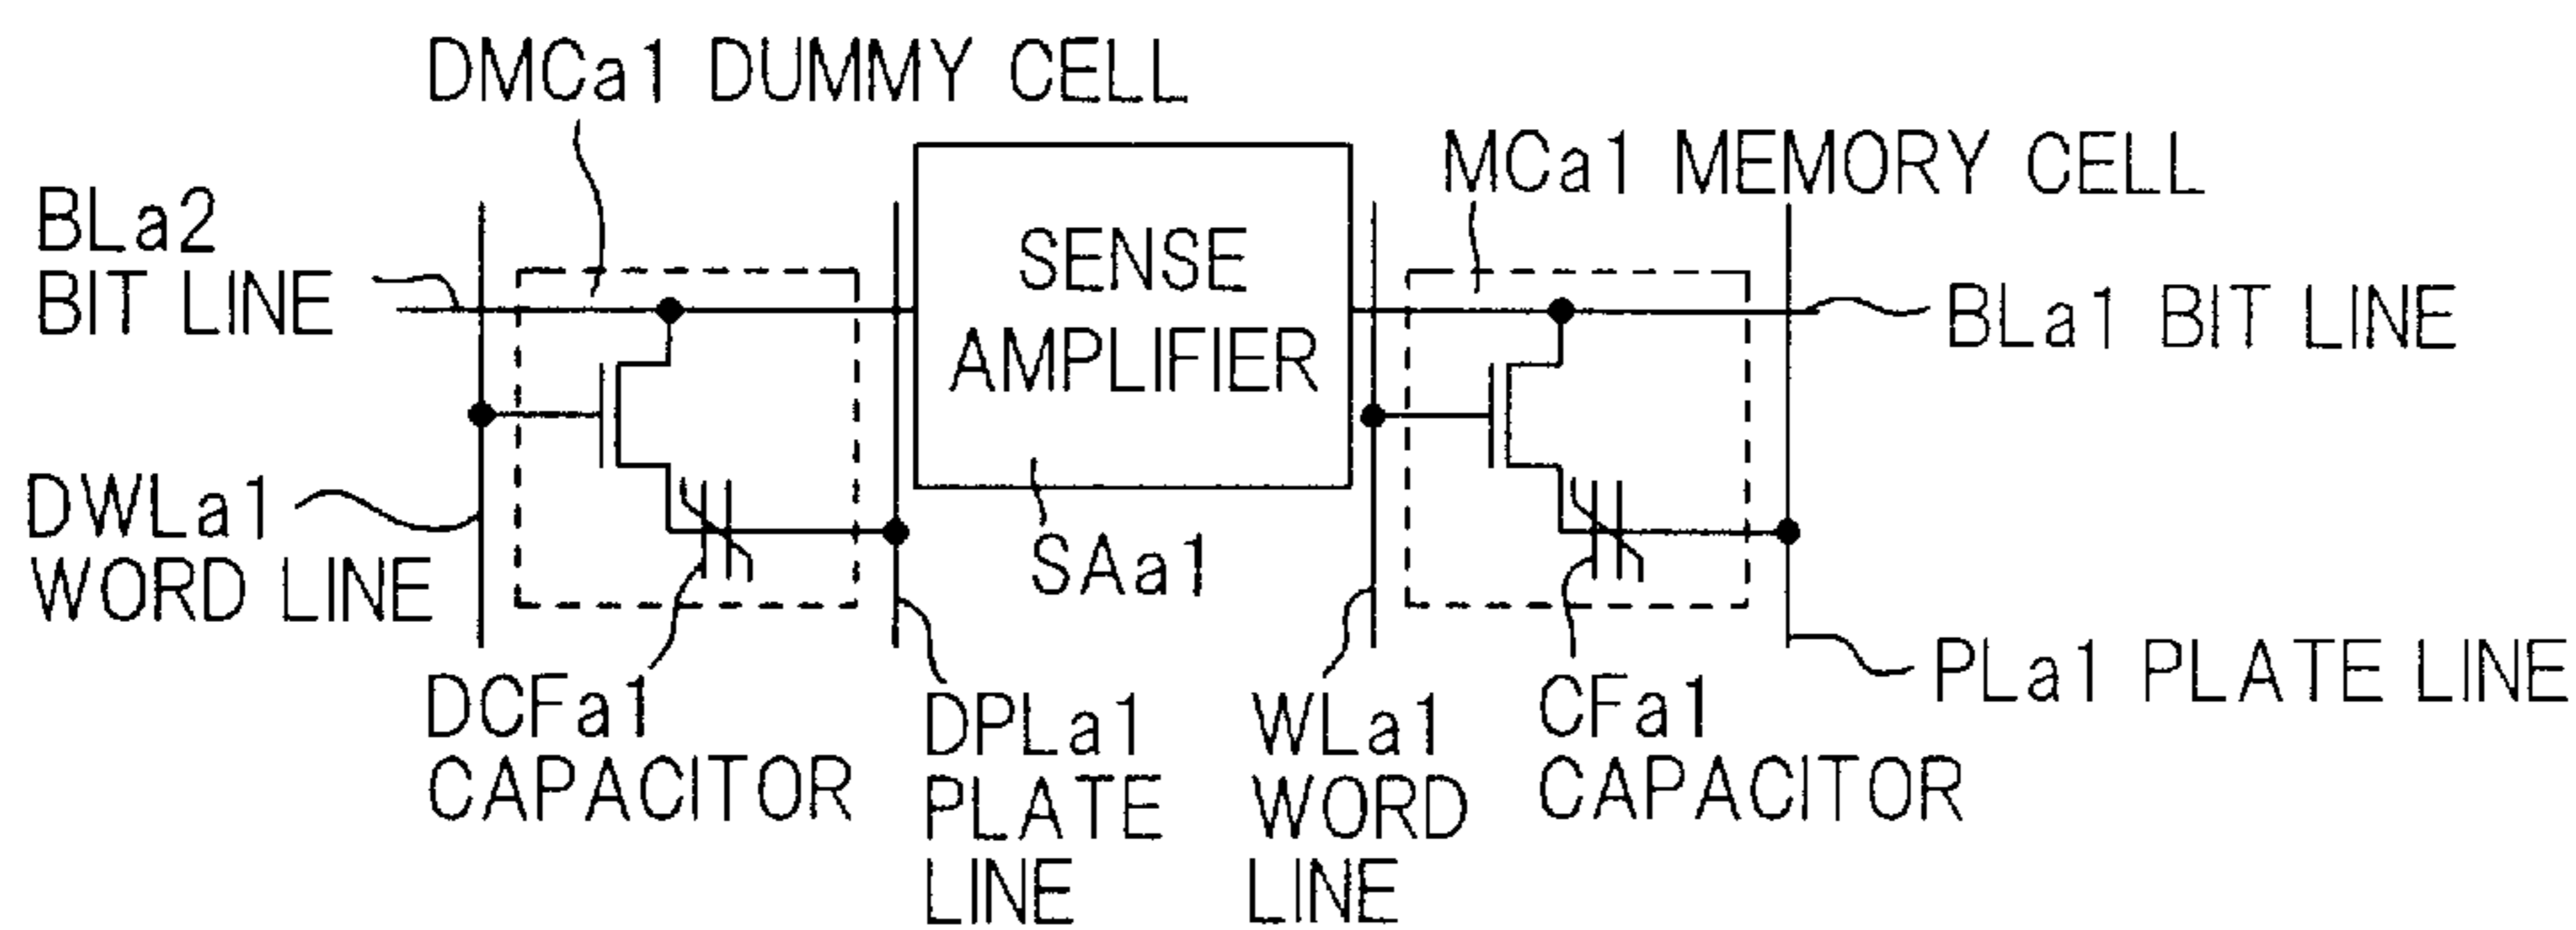 DMCa1 DUMMY CELL
MCa1 MEMORY CELL
BLa2
BIT LINE
SENSE
AMPLIFIER
BLa1 BIT LINE
DWLa1
WORD LINE
SAa1
PLa1 PLATE LINE
DCFa1
CAPACITOR
DPLa1
PLATE
LINE
WLa1
WORD
LINE
CFa1
CAPACITOR